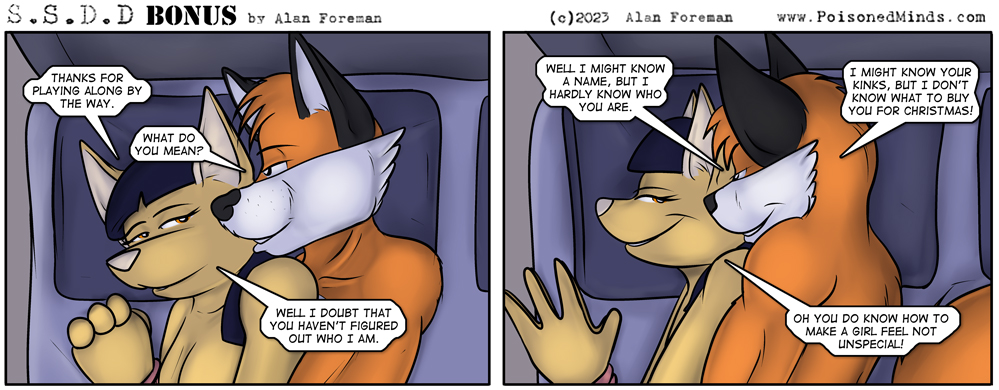 S.S.D.D BONUS by Alan Foreman (c)2023 Alan Foreman www.PoisonedMinds.com
THANKS FOR
PLAYING ALONG BY
THE WAY.
WHAT DO
YOU MEAN?
WELL I DOUBT THAT
YOU HAVEN'T FIGURED
OUT WHO I AM.
WELL I MIGHT KNOW
A NAME, BUT I
HARDLY KNOW WHO
YOU ARE.
I MIGHT KNOW YOUR
KINKS, BUT I DON'T
KNOW WHAT TO BUY
YOU FOR CHRISTMAS!
OH YOU DO KNOW HOW TO
MAKE A GIRL FEEL NOT
UNSPECIAL!